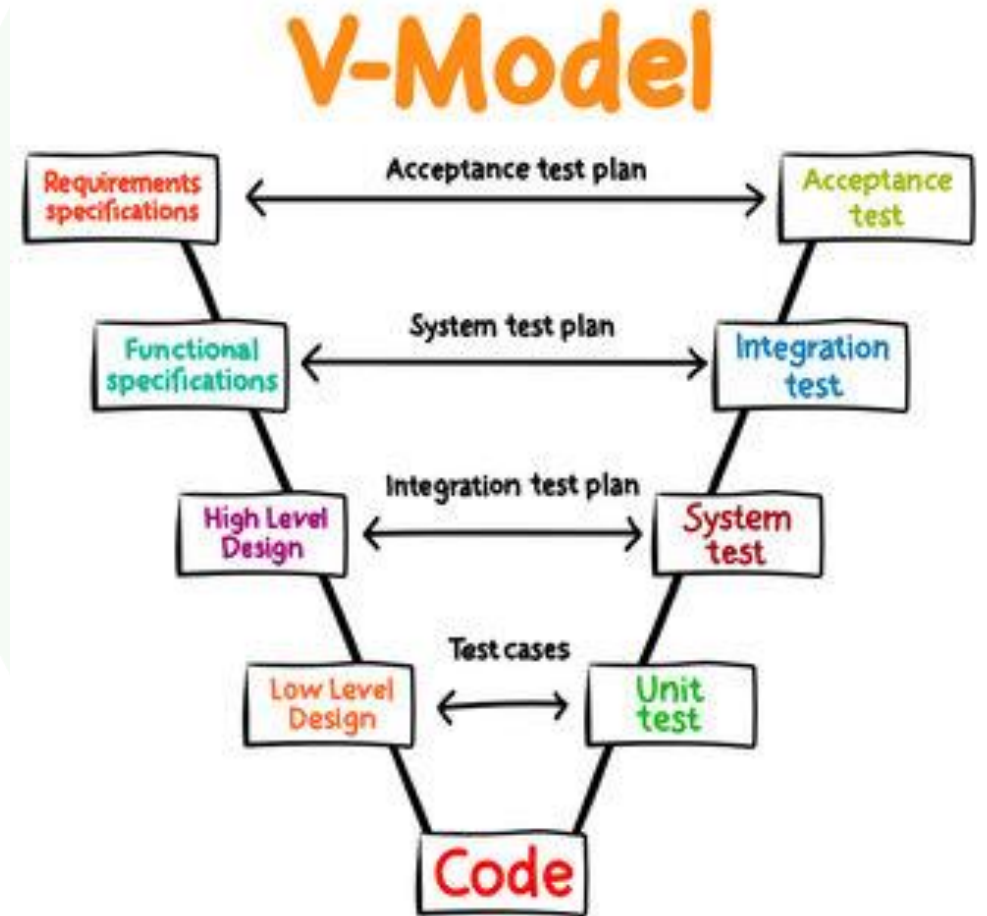 V-Model
Acceptance test plan
Requirements
specifications
Acceptance
test
System test plan
Functional
specifications
Integration
test
Integration test plan
High Level
Design
System
test
Test cases
Low Level
Design
Unit
test
Code